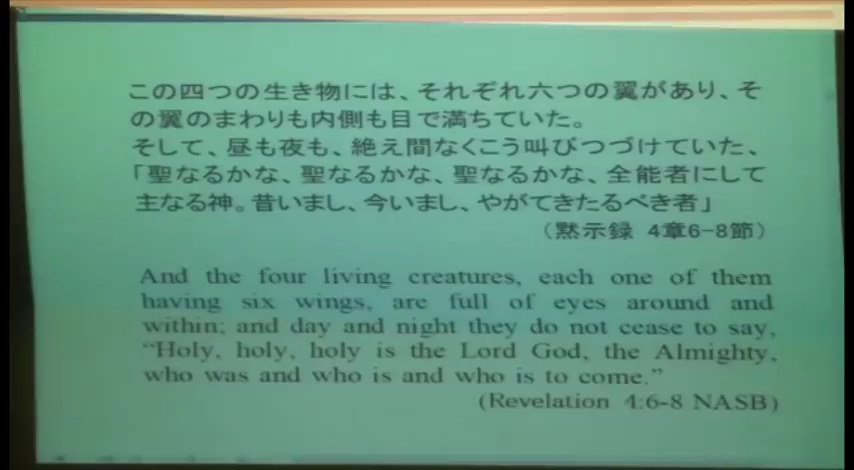 この四つの生き物には、それぞれ六つの翼があり、そ
の翼のまわりも内側も目で満ちていた。
そして、昼も夜も、絶え間なくこう叫びつづけていた、
「聖なるかな、聖なるかな、聖なるかな、全能者にして
主なる神。昔いまし、今いまし、やがてきたるべき者」
（黙示録 4章6-8節）
And the four living creatures, each one of them
having six wings, are full of eyes around and
within; and day and night they do not cease to say,
“Holy, holy, holy is the Lord God, the Almighty,
who was and who is and who is to come.”
(Revelation 4:6-8 NASB)